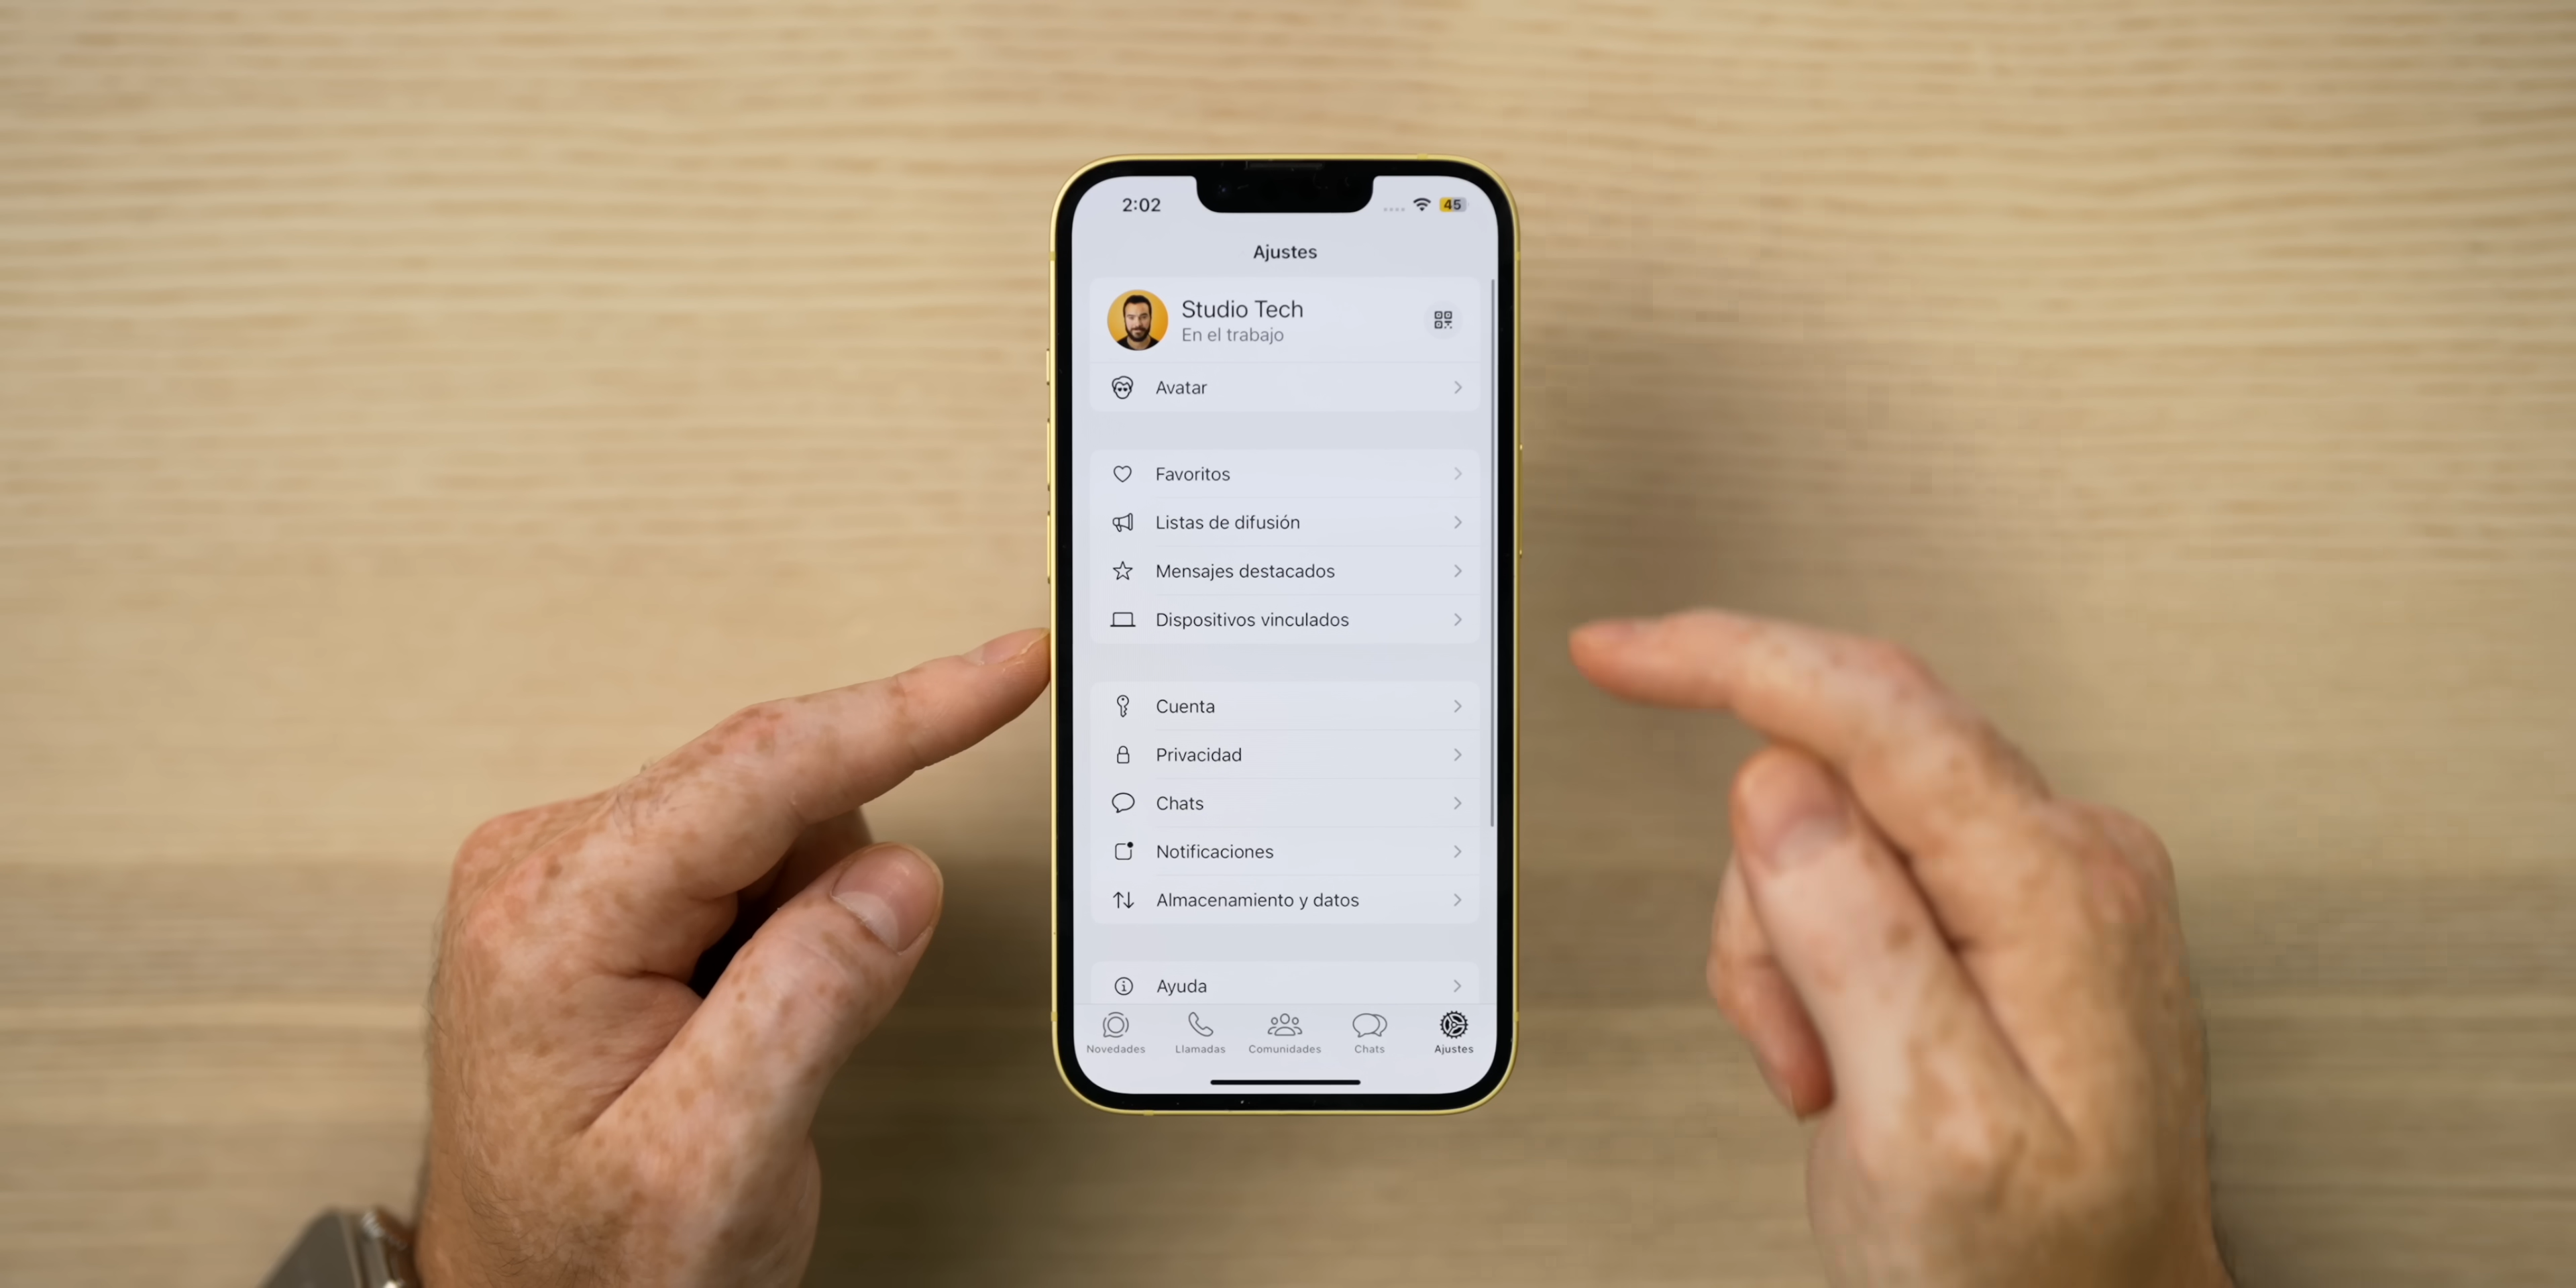 2:02
45
Ajustes
Studio Tech
En el trabajo
Avatar
Favoritos
Listas de difusión
Mensajes destacados
Dispositivos vinculados
Cuenta
Privacidad
Chats
Notificaciones
Almacenamiento y datos
Ayuda
Novedades
Llamadas
Comunidades
Chats
Ajustes